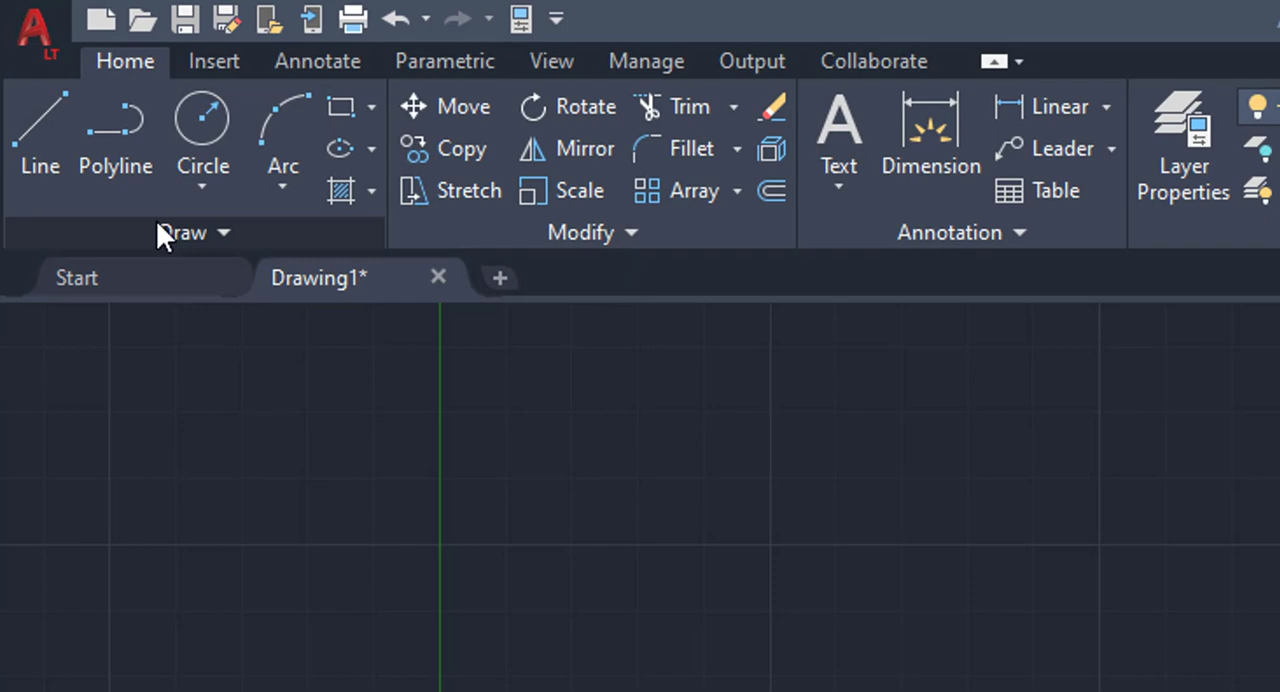 A
LT
Home Insert Annotate Parametric View Manage Output Collaborate
Line Polyline Circle Arc
Move Rotate Trim
Copy Mirror Fillet
Stretch Scale Array
A
Text Dimension
Linear
Leader
Table
Layer
Properties
Draw Modify Annotation
Start Drawing1*